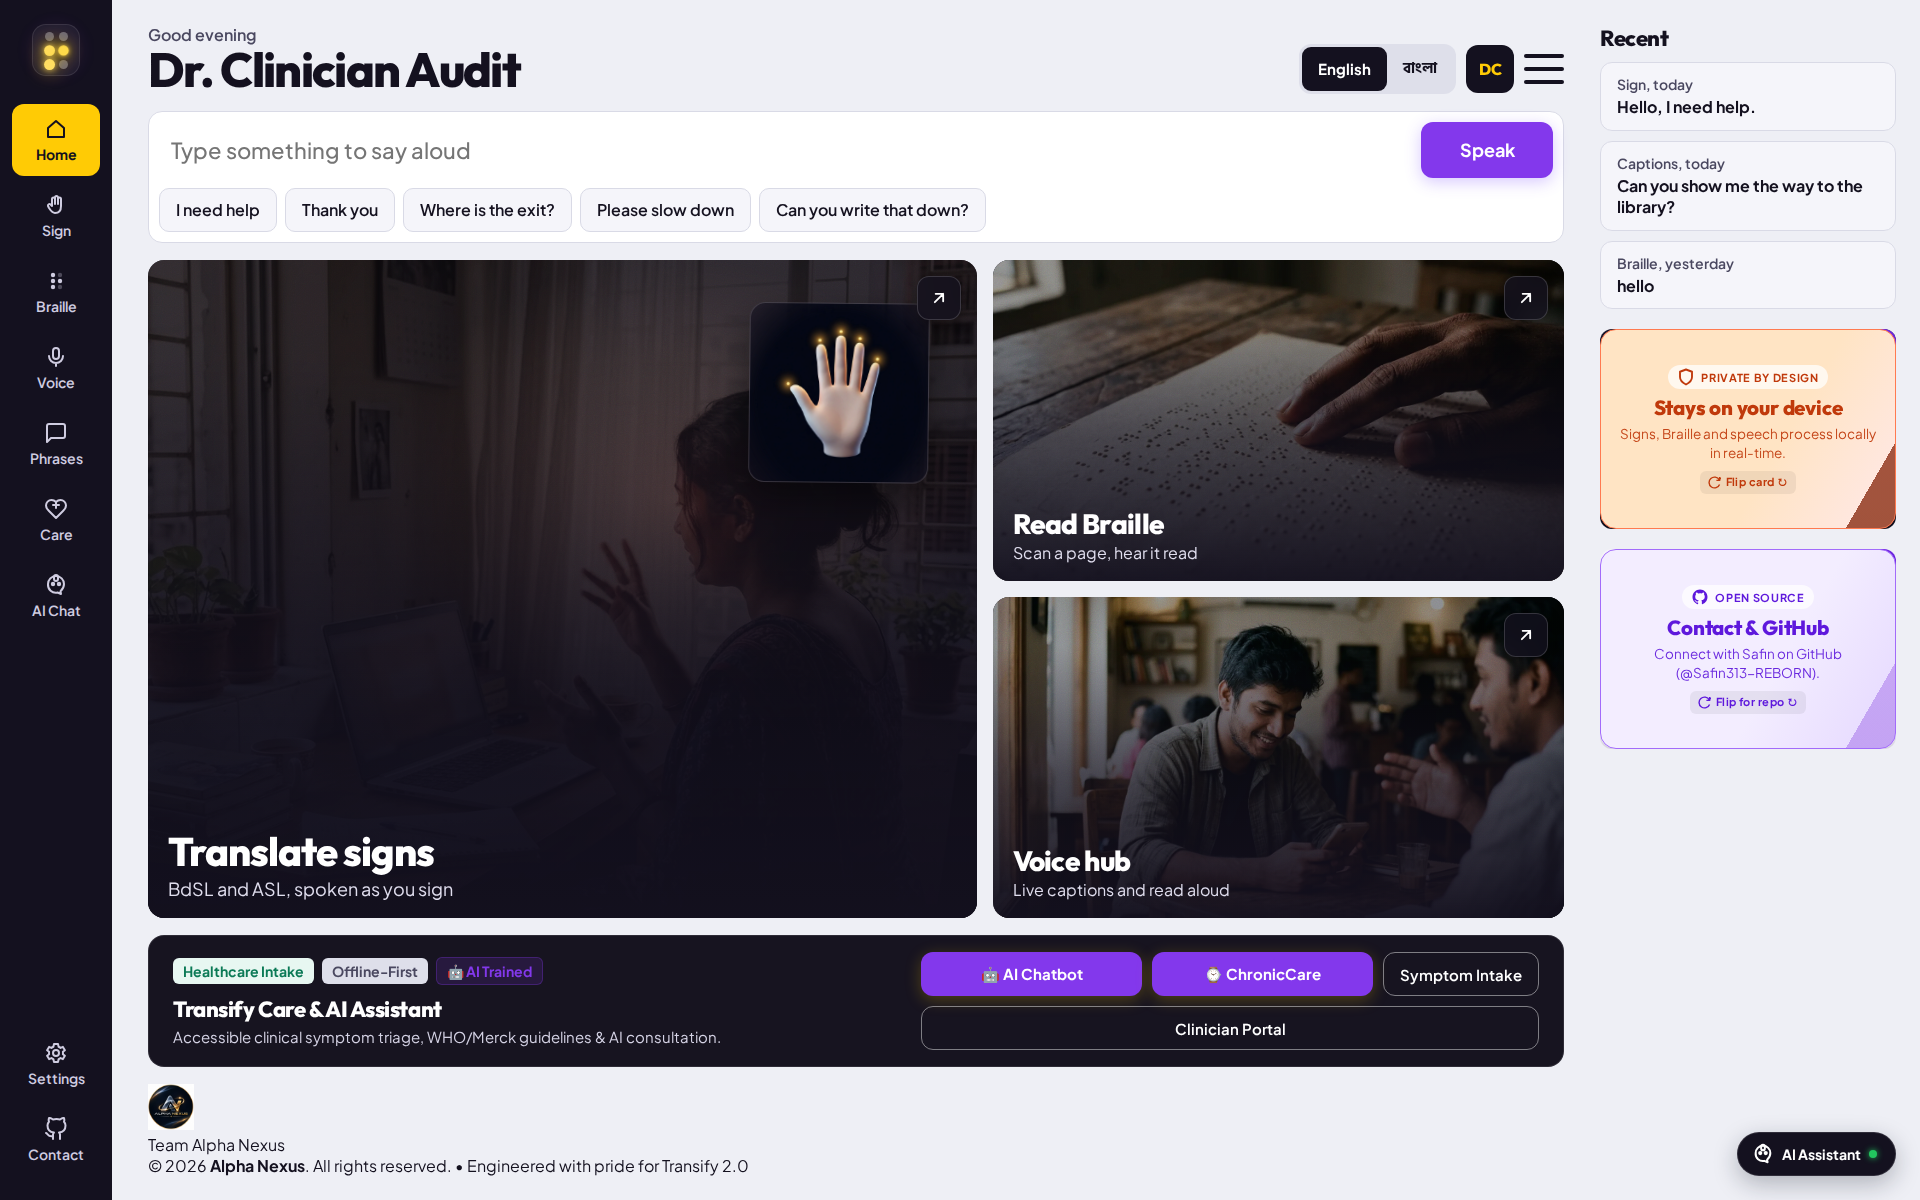 Home
Sign
Braille
Voice
Phrases
Care
AI Chat
Settings
Contact
Good evening
Dr. Clinician Audit
English
বাংলা
DC
Type something to say aloud
Speak
I need help
Thank you
Where is the exit?
Please slow down
Can you write that down?
Translate signs
BdSL and ASL, spoken as you sign
Read Braille
Scan a page, hear it read
Voice hub
Live captions and read aloud
Healthcare Intake
Offline-First
🤖 AI Trained
Transify Care & AI Assistant
Accessible clinical symptom triage, WHO/Merck guidelines & AI consultation.
🤖 AI Chatbot
⌚ ChronicCare
Symptom Intake
Clinician Portal
Team Alpha Nexus
© 2026 Alpha Nexus. All rights reserved. • Engineered with pride for Transify 2.0
Recent
Sign, today
Hello, I need help.
Captions, today
Can you show me the way to the
library?
Braille, yesterday
hello
PRIVATE BY DESIGN
Stays on your device
Signs, Braille and speech process locally
in real-time.
Flip card ↻
OPEN SOURCE
Contact & GitHub
Connect with Safin on GitHub
(@Safin313-REBORN).
Flip for repo ↻
AI Assistant